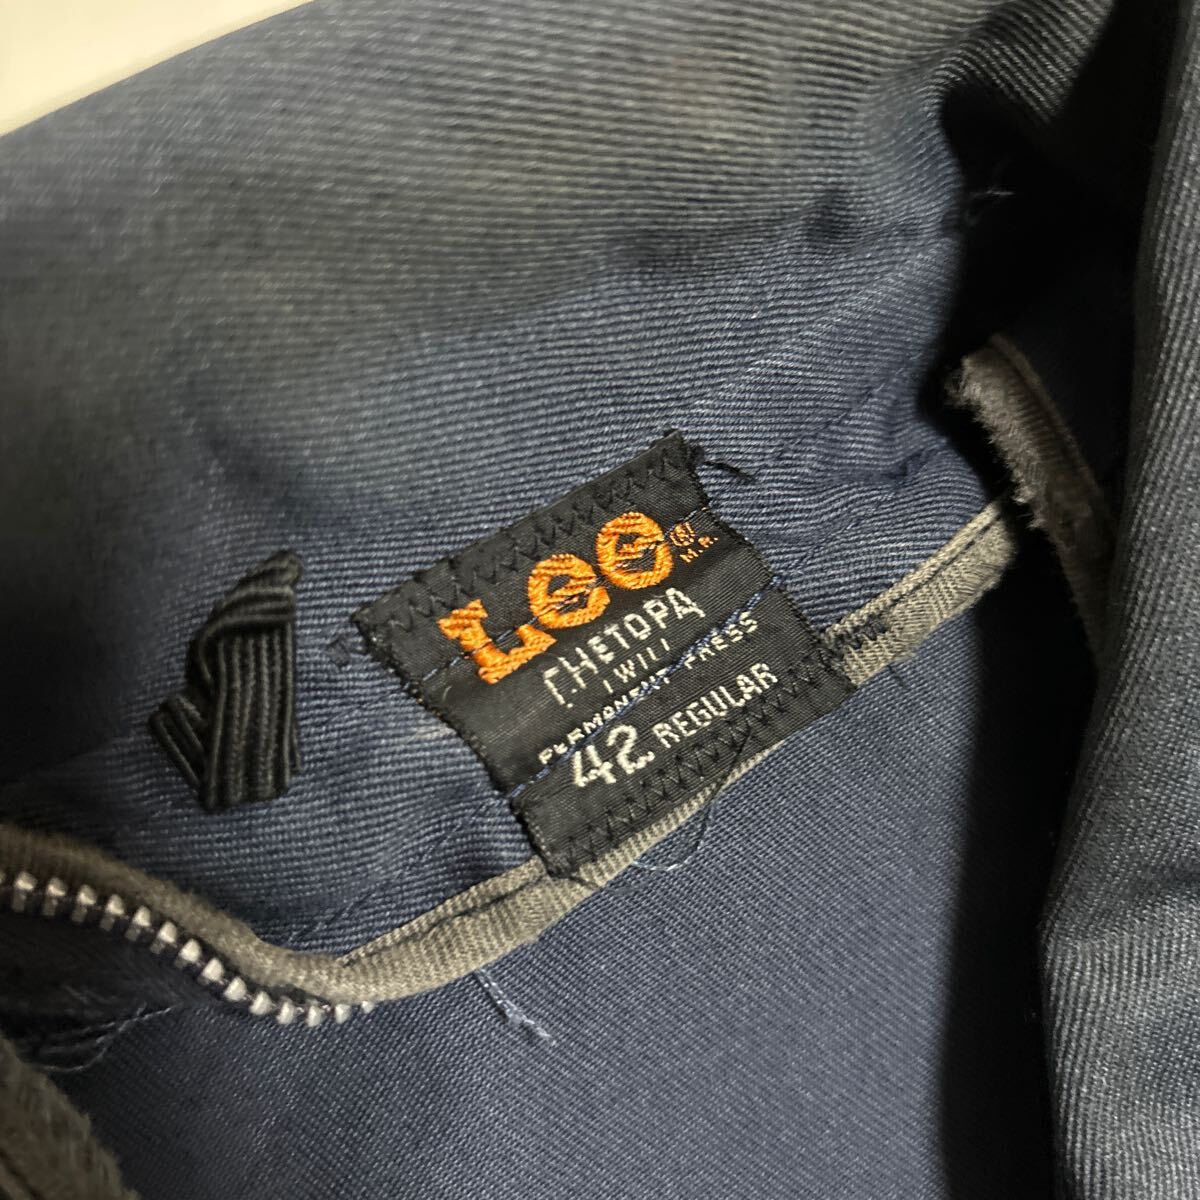 Lee ®
M.R.
CHETOPA
TWILL
PERMANENT PRESS
42 REGULAR